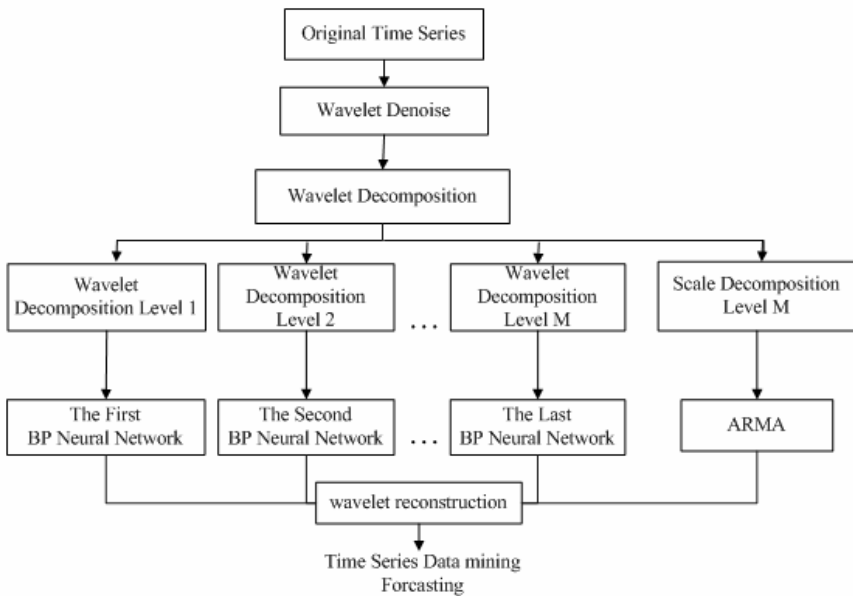 Original Time Series
Wavelet Denoise
Wavelet Decomposition
Wavelet
Decomposition Level 1
Wavelet
Decomposition
Level 2
...
Wavelet
Decomposition
Level M
Scale Decomposition
Level M
The First
BP Neural Network
The Second
BP Neural Network
...
The Last
BP Neural Network
ARMA
wavelet reconstruction
Time Series Data mining
Forcasting